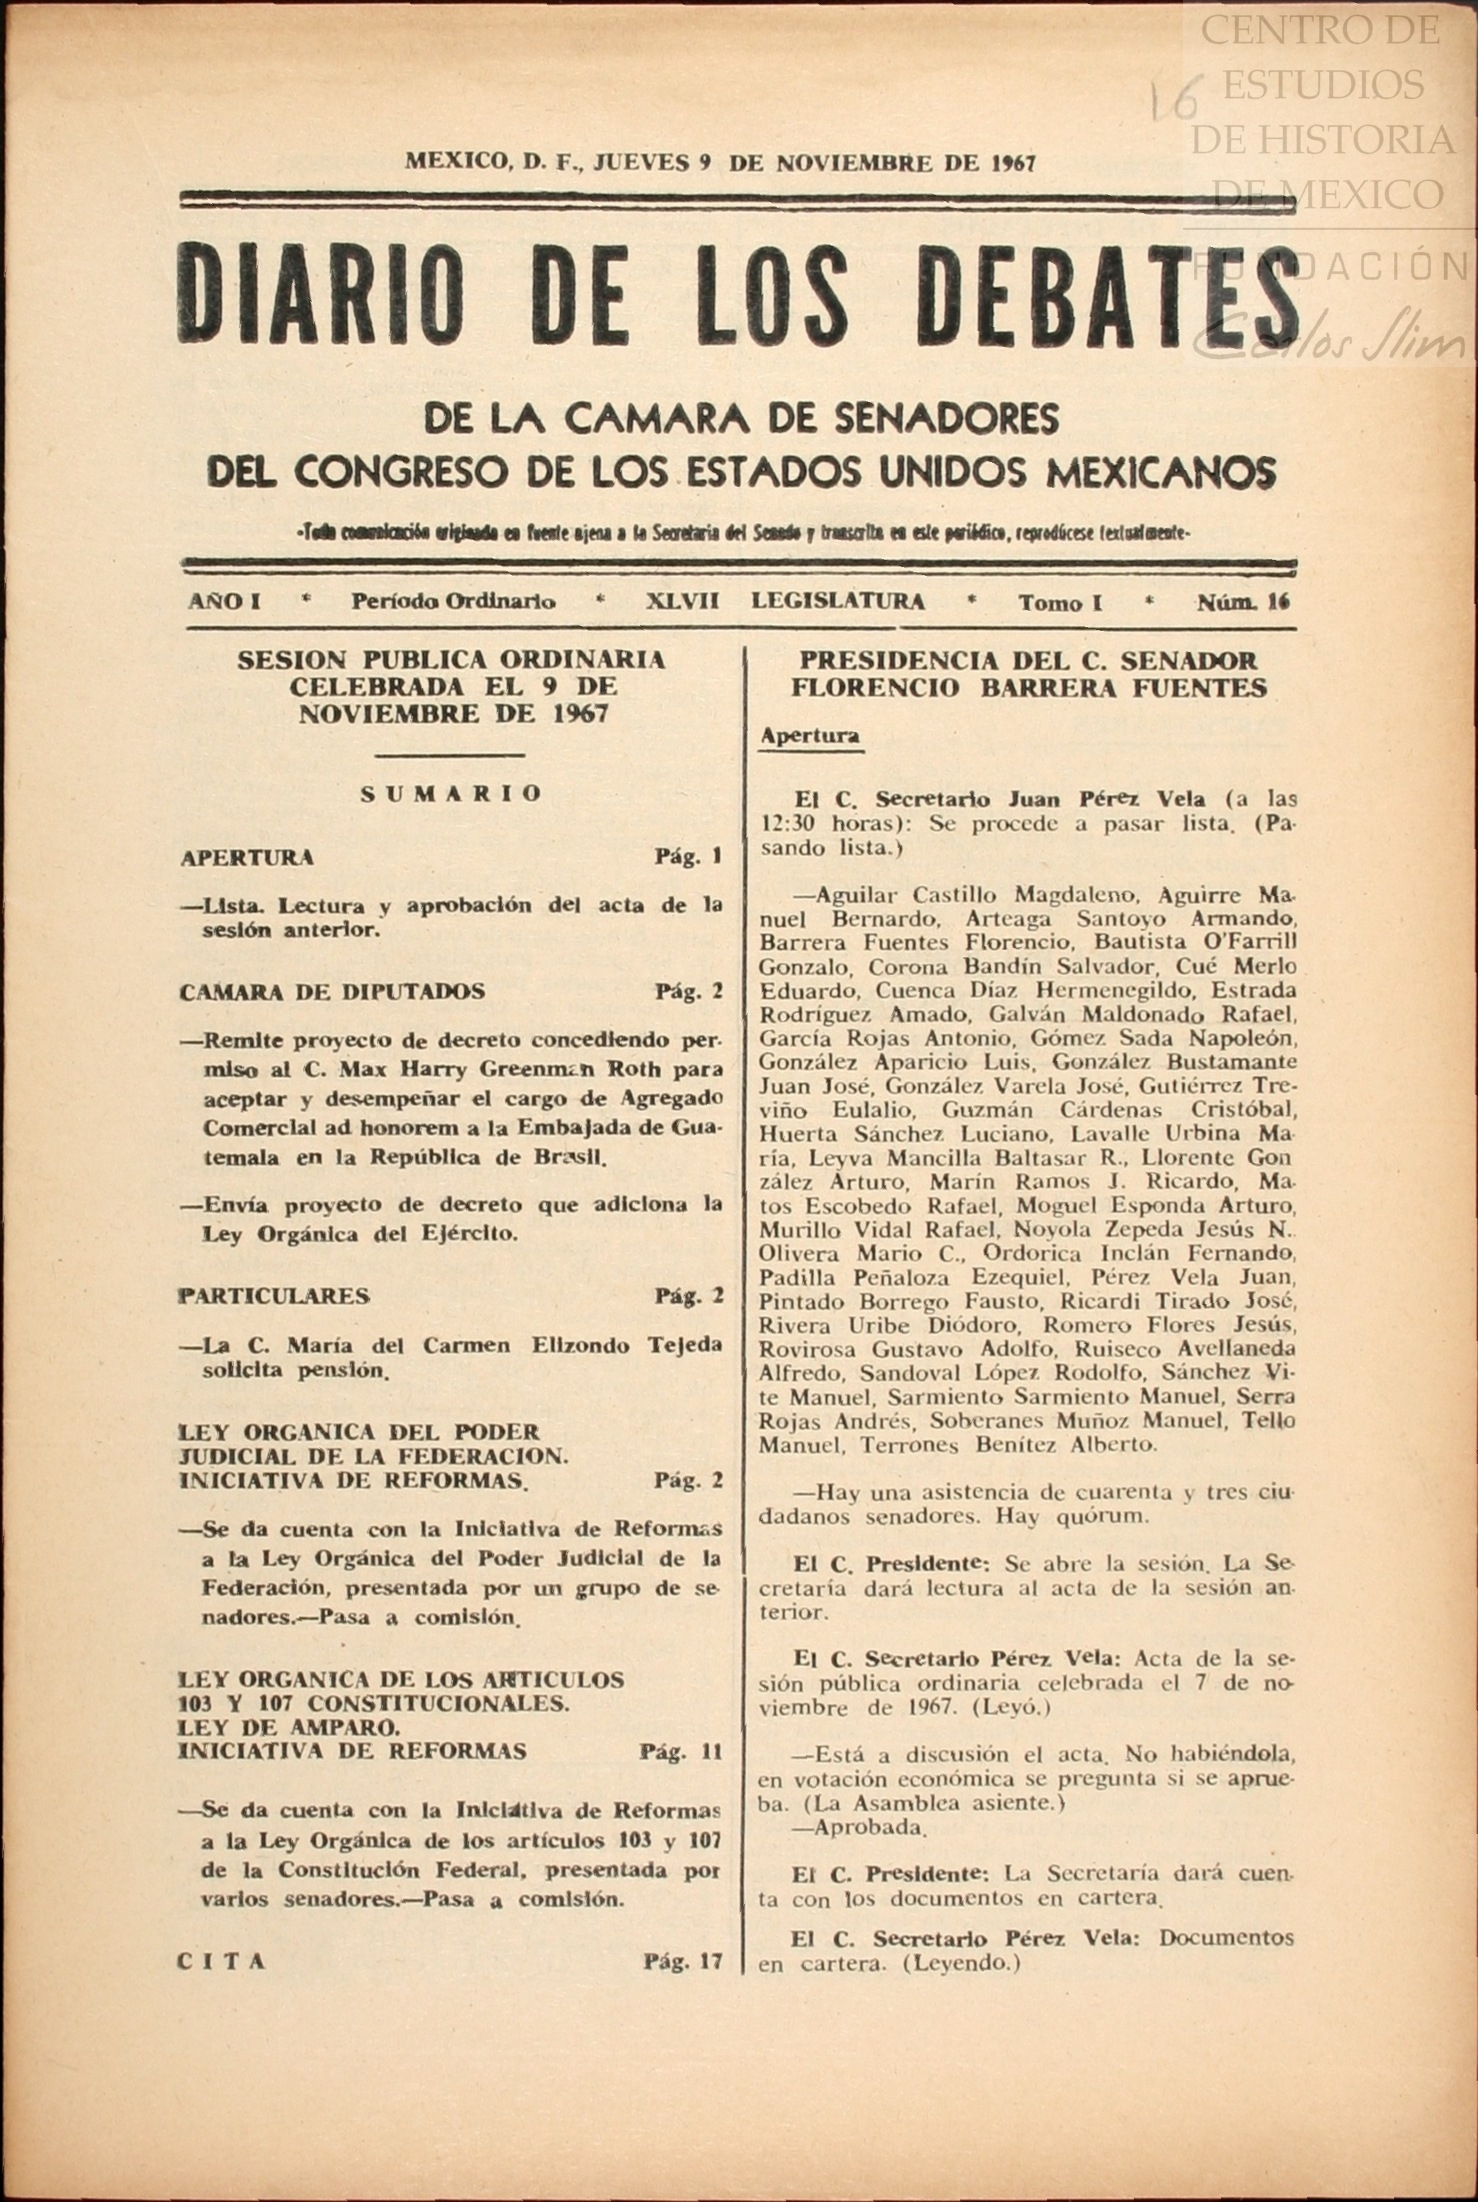 CENTRO DE
ESTUDIOS
DE HISTORIA
DE MEXICO
FUNDACIÓN
Carlos Slim
16
MEXICO, D. F., JUEVES 9 DE NOVIEMBRE DE 1967
DIARIO DE LOS DEBATES
DE LA CAMARA DE SENADORES
DEL CONGRESO DE LOS ESTADOS UNIDOS MEXICANOS
-Toda comunicación originada en fuente ajena a la Secretaría del Senado y transcrita en este periódico, reprodúcese textualmente-
AÑO I * Período Ordinario * XLVII LEGISLATURA * Tomo I * Núm. 16
SESION PUBLICA ORDINARIA
CELEBRADA EL 9 DE
NOVIEMBRE DE 1967
SUMARIO
APERTURA Pág. 1
—Lista. Lectura y aprobación del acta de la
sesión anterior.
CAMARA DE DIPUTADOS Pág. 2
—Remite proyecto de decreto concediendo per-
miso al C. Max Harry Greenman Roth para
aceptar y desempeñar el cargo de Agregado
Comercial ad honorem a la Embajada de Gua-
temala en la República de Brasil.
—Envía proyecto de decreto que adiciona la
Ley Orgánica del Ejército.
PARTICULARES Pág. 2
—La C. María del Carmen Elizondo Tejeda
solicita pensión.
LEY ORGANICA DEL PODER
JUDICIAL DE LA FEDERACION.
INICIATIVA DE REFORMAS. Pág. 2
—Se da cuenta con la Iniciativa de Reformas
a la Ley Orgánica del Poder Judicial de la
Federación, presentada por un grupo de se-
nadores.—Pasa a comisión.
LEY ORGANICA DE LOS ARTICULOS
103 Y 107 CONSTITUCIONALES.
LEY DE AMPARO.
INICIATIVA DE REFORMAS Pág. 11
—Se da cuenta con la Iniciativa de Reformas
a la Ley Orgánica de los artículos 103 y 107
de la Constitución Federal, presentada por
varios senadores.—Pasa a comisión.
CITA Pág. 17
PRESIDENCIA DEL C. SENADOR
FLORENCIO BARRERA FUENTES
Apertura
El C. Secretario Juan Pérez Vela (a las
12:30 horas): Se procede a pasar lista. (Pa-
sando lista.)
—Aguilar Castillo Magdaleno, Aguirre Ma-
nuel Bernardo, Arteaga Santoyo Armando,
Barrera Fuentes Florencio, Bautista O'Farrill
Gonzalo, Corona Bandín Salvador, Cué Merlo
Eduardo, Cuenca Díaz Hermenegildo, Estrada
Rodríguez Amado, Galván Maldonado Rafael,
García Rojas Antonio, Gómez Sada Napoleón,
González Aparicio Luis, González Bustamante
Juan José, González Varela José, Gutiérrez Tre-
viño Eulalio, Guzmán Cárdenas Cristóbal,
Huerta Sánchez Luciano, Lavalle Urbina Ma-
ría, Leyva Mancilla Baltasar R., Llorente Gon
zález Arturo, Marín Ramos J. Ricardo, Ma-
tos Escobedo Rafael, Moguel Esponda Arturo,
Murillo Vidal Rafael, Noyola Zepeda Jesús N.
Olivera Mario C., Ordorica Inclán Fernando,
Padilla Peñaloza Ezequiel, Pérez Vela Juan,
Pintado Borrego Fausto, Ricardi Tirado José,
Rivera Uribe Diódoro, Romero Flores Jesús,
Rovirosa Gustavo Adolfo, Ruiseco Avellaneda
Alfredo, Sandoval López Rodolfo, Sánchez Vi-
te Manuel, Sarmiento Sarmiento Manuel, Serra
Rojas Andrés, Soberanes Muñoz Manuel, Tello
Manuel, Terrones Benítez Alberto.
—Hay una asistencia de cuarenta y tres ciu-
dadanos senadores. Hay quórum.
El C. Presidente: Se abre la sesión. La Se-
cretaría dará lectura al acta de la sesión an-
terior.
El C. Secretario Pérez Vela: Acta de la se-
sión pública ordinaria celebrada el 7 de no-
viembre de 1967. (Leyó.)
—Está a discusión el acta. No habiéndola,
en votación económica se pregunta si se aprue-
ba. (La Asamblea asiente.)
—Aprobada.
El C. Presidente: La Secretaría dará cuen-
ta con los documentos en cartera.
El C. Secretario Pérez Vela: Documentos
en cartera. (Leyendo.)